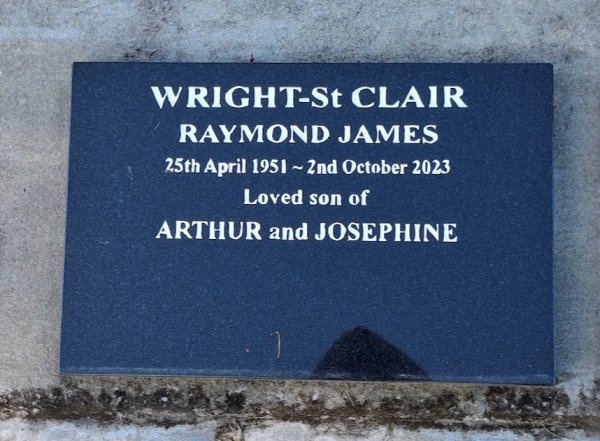 WRIGHT-St CLAIR
RAYMOND JAMES
25th April 1951 ~ 2nd October 2023
Loved son of
ARTHUR and JOSEPHINE